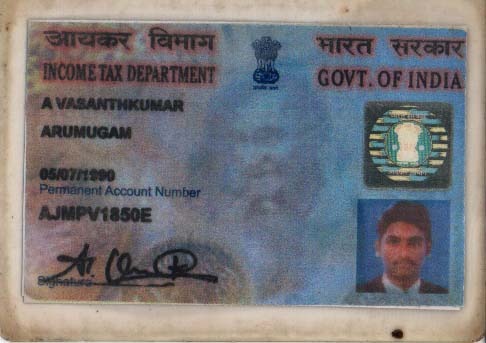 आयकर विभाग
INCOME TAX DEPARTMENT
भारत सरकार
GOVT. OF INDIA
A VASANTHKUMAR
ARUMUGAM
05/07/1990
Permanent Account Number
AJMPV1850E
Signature